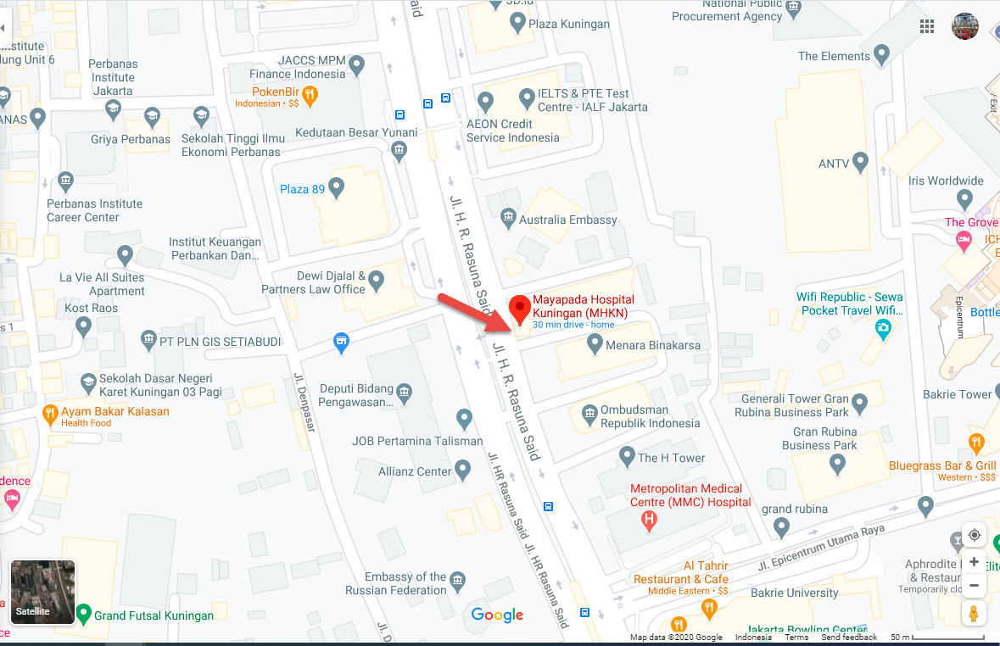 Said
JD.id
National Public
Procurement Agency
Plaza Kuningan
nstitute
lung Unit 6
Perbanas
Institute
Jakarta
JACCS MPM
Finance Indonesia
The Elements
PokenBir
Indonesian • $$
IELTS & PTE Test
Centre - IALF Jakarta
Exit
ANAS
Griya Perbanas
Sekolah Tinggi Ilmu
Ekonomi Perbanas
Kedutaan Besar Yunani
AEON Credit
Service Indonesia
ANTV
Plaza 89
Iris Worldwide
Perbanas Institute
Career Center
Jl. H. R. Rasuna Said
Australia Embassy
The Grove
Institut Keuangan
Perbankan Dan...
ICH
E
La Vie All Suites
Apartment
Dewi Djalal &
Partners Law Office
Kost Raos
Mayapada Hospital
Kuningan (MHKN)
30 min drive - home
Wifi Republic - Sewa
Pocket Travel Wifi...
Epicentrum
Bottle
PT PLN GIS SETIABUDI
Menara Binakarsa
Jl. H. R. Rasuna Said
Sekolah Dasar Negeri
Karet Kuningan 03 Pagi
Jl. Denpasar
Deputi Bidang
Pengawasan...
Bakrie Tower
Generali Tower Gran
Rubina Business Park
Ayam Bakar Kalasan
Health Food
Ombudsman
Republik Indonesia
Gran Rubina
Business Park
JOB Pertamina Talisman
The H Tower
Allianz Center
Jl. HR Rasuna Said
Bluegrass Bar & Grill
Western • $$$
dence
Metropolitan Medical
Centre (MMC) Hospital
grand rubina
Jl. Epicentrum Utama Raya
Jl. HR Rasuna Said
Al Tahrir
Restaurant & Cafe
Middle Eastern • $$
Aphrodite
& Restaur
Temporarily clo
Elite
Embassy of the
Russian Federation
Bakrie University
Satellite
Grand Futsal Kuningan
Google
Jl. D
a
ce
Jakarta Bowling Center
Map data ©2020 Google
Indonesia
Terms
Send feedback
50 m